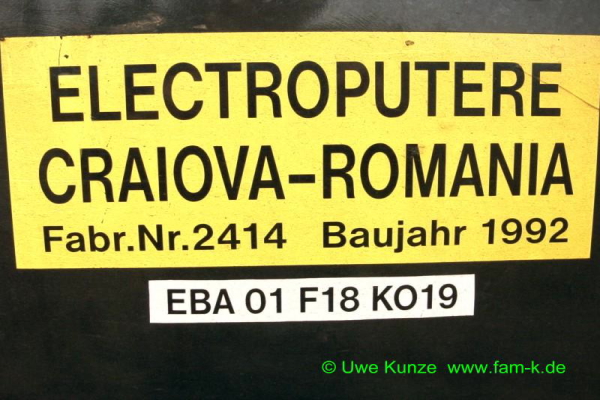 ELECTROPUTERE
CRAIOVA-ROMANIA
Fabr.Nr.2414 Baujahr 1992
EBA 01 F18 KO19
© Uwe Kunze www.fam-k.de